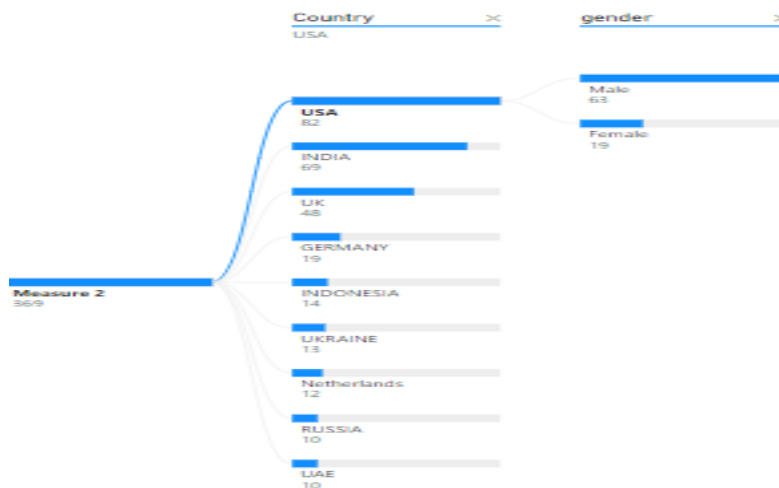 Country
gender
USA
Male
63
Female
19
USA
82
INDIA
69
UK
48
GERMANY
19
Measure 2
369
INDONESIA
14
UKRAINE
13
Netherlands
12
RUSSIA
10
UAE
10